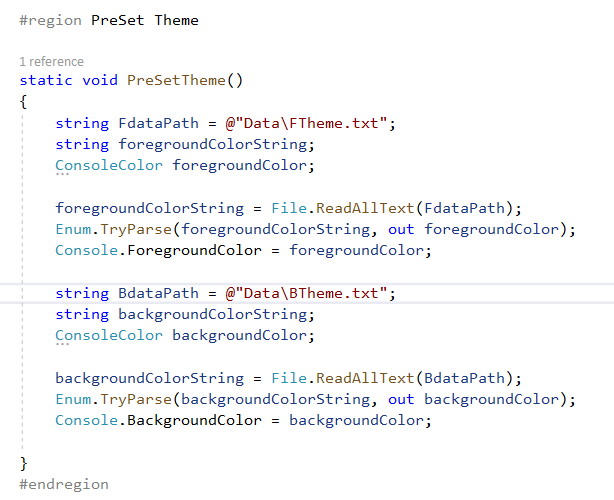 #region PreSet Theme
1 reference
static void PreSetTheme()
{
string FdataPath = @"Data\FTheme.txt";
string foregroundColorString;
ConsoleColor foregroundColor;
foregroundColorString = File.ReadAllText(FdataPath);
Enum.TryParse(foregroundColorString, out foregroundColor);
Console.ForegroundColor = foregroundColor;
string BdataPath = @"Data\BTheme.txt";
string backgroundColorString;
ConsoleColor backgroundColor;
backgroundColorString = File.ReadAllText(BdataPath);
Enum.TryParse(backgroundColorString, out backgroundColor);
Console.BackgroundColor = backgroundColor;
}
#endregion